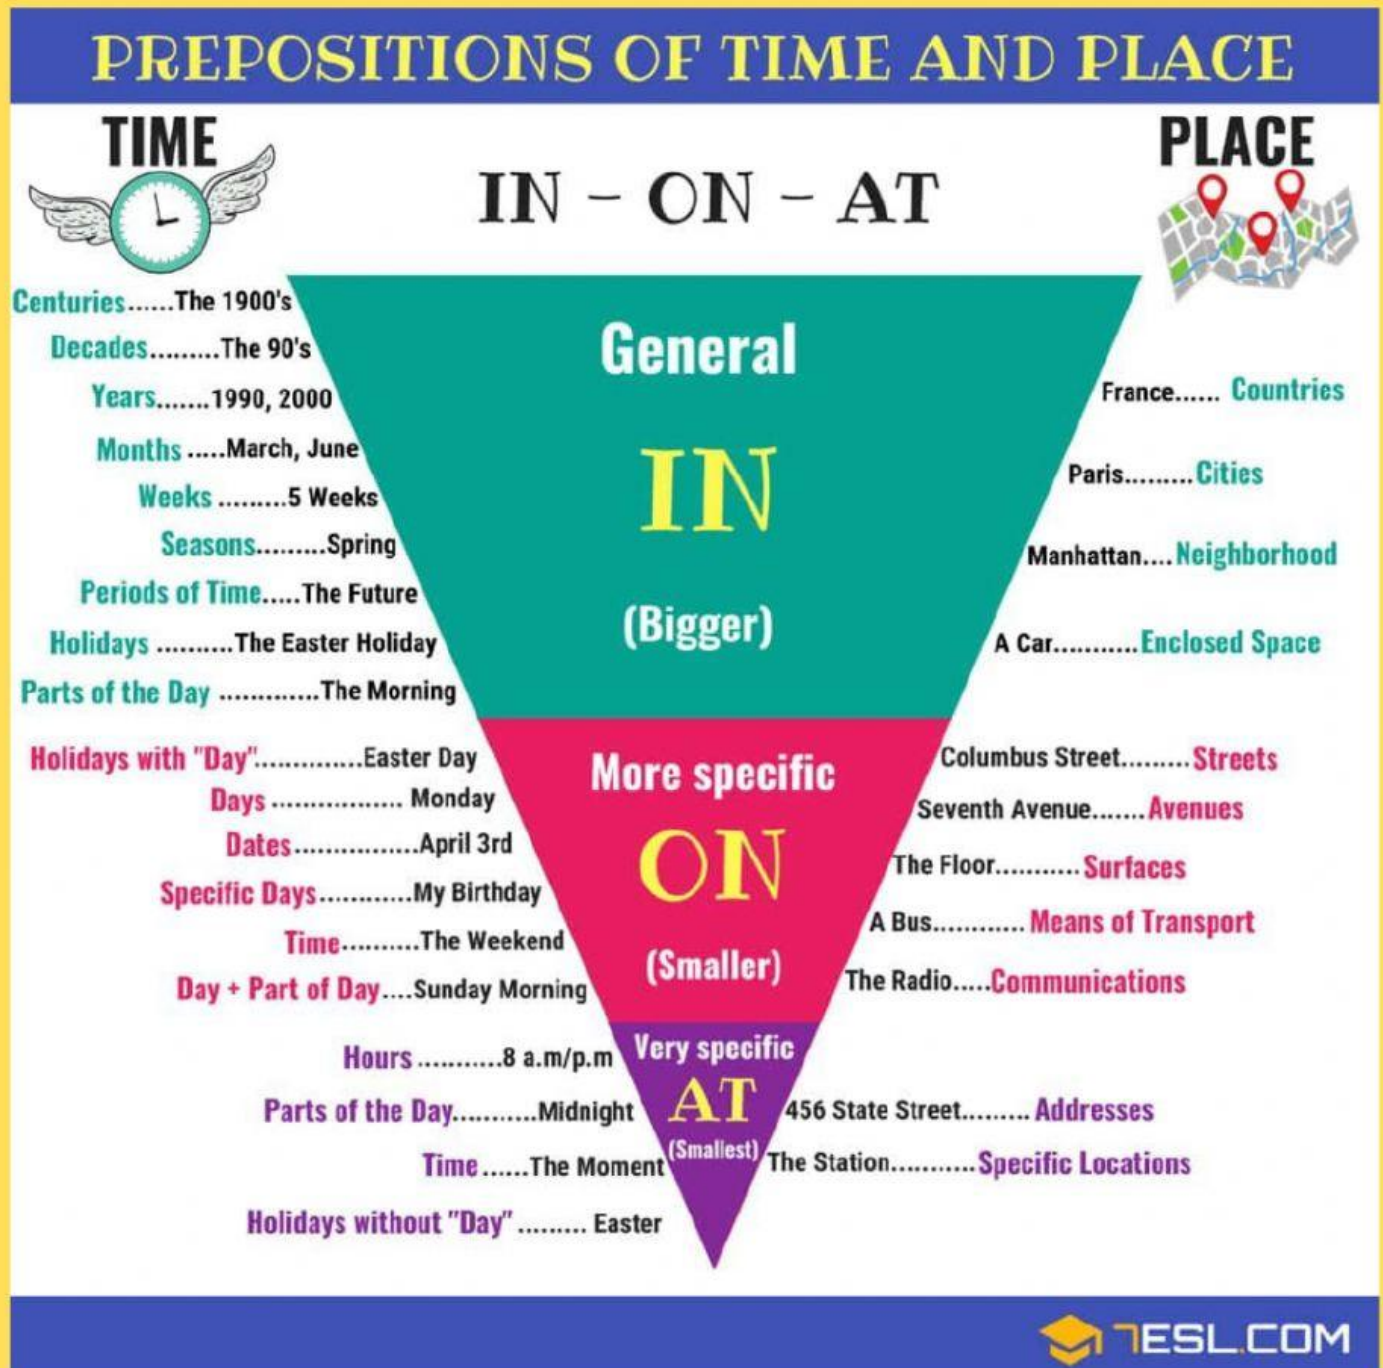 PREPOSITIONS OF TIME AND PLACE
TIME
PLACE
IN - ON - AT
Centuries......The 1900's
Decades.........The 90's
Years.......1990, 2000
Months .....March, June
Weeks .........5 Weeks
Seasons.........Spring
Periods of Time.....The Future
Holidays ..........The Easter Holiday
Parts of the Day .............The Morning
General
IN
(Bigger)
France...... Countries
Paris.........Cities
Manhattan....Neighborhood
A Car...........Enclosed Space
Holidays with "Day"..............Easter Day
Days ................. Monday
Dates................April 3rd
Specific Days............My Birthday
Time..........The Weekend
Day + Part of Day....Sunday Morning
More specific
ON
(Smaller)
Columbus Street.........Streets
Seventh Avenue.......Avenues
The Floor........... Surfaces
A Bus............ Means of Transport
The Radio.....Communications
Hours ...........8 a.m/p.m
Parts of the Day...........Midnight
Time ......The Moment
Holidays without "Day" ......... Easter
Very specific
AT
(Smallest)
456 State Street......... Addresses
The Station...........Specific Locations
7ESL.COM